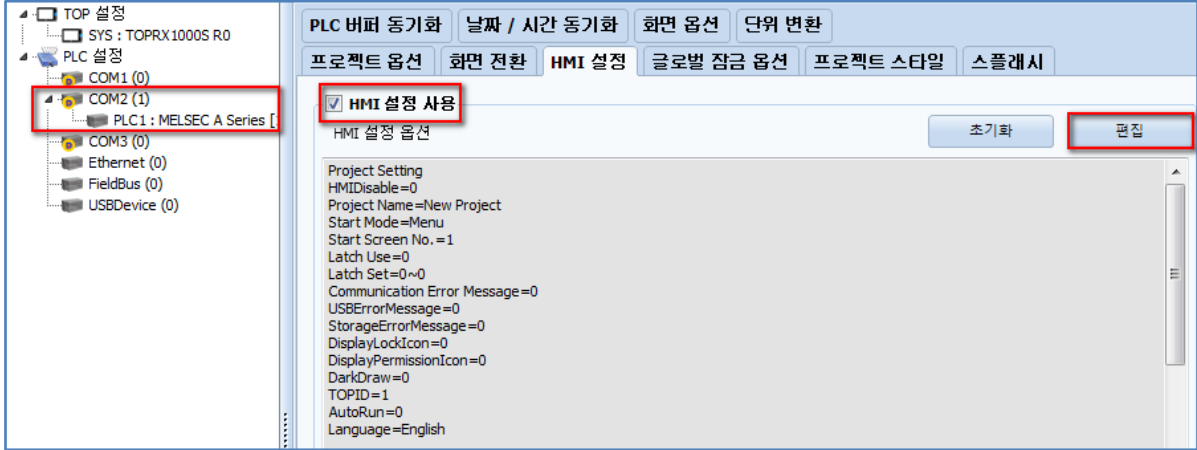 TOP 설정
SYS : TOPRX1000S R0
PLC 설정
COM1 (0)
COM2 (1)
PLC1 : MELSEC A Series [
COM3 (0)
Ethernet (0)
FieldBus (0)
USBDevice (0)
PLC 버퍼 동기화 날짜 / 시간 동기화 화면 옵션 단위 변환
프로젝트 옵션 화면 전환 HMI 설정 글로벌 잠금 옵션 프로젝트 스타일 스플래시
HMI 설정 사용
HMI 설정 옵션 초기화 편집
Project Setting
HMIDisable=0
Project Name=New Project
Start Mode=Menu
Start Screen No.=1
Latch Use=0
Latch Set=0~0
Communication Error Message=0
USBErrorMessage=0
StorageErrorMessage=0
DisplayLockIcon=0
DisplayPermissionIcon=0
DarkDraw=0
TOPID=1
AutoRun=0
Language=English